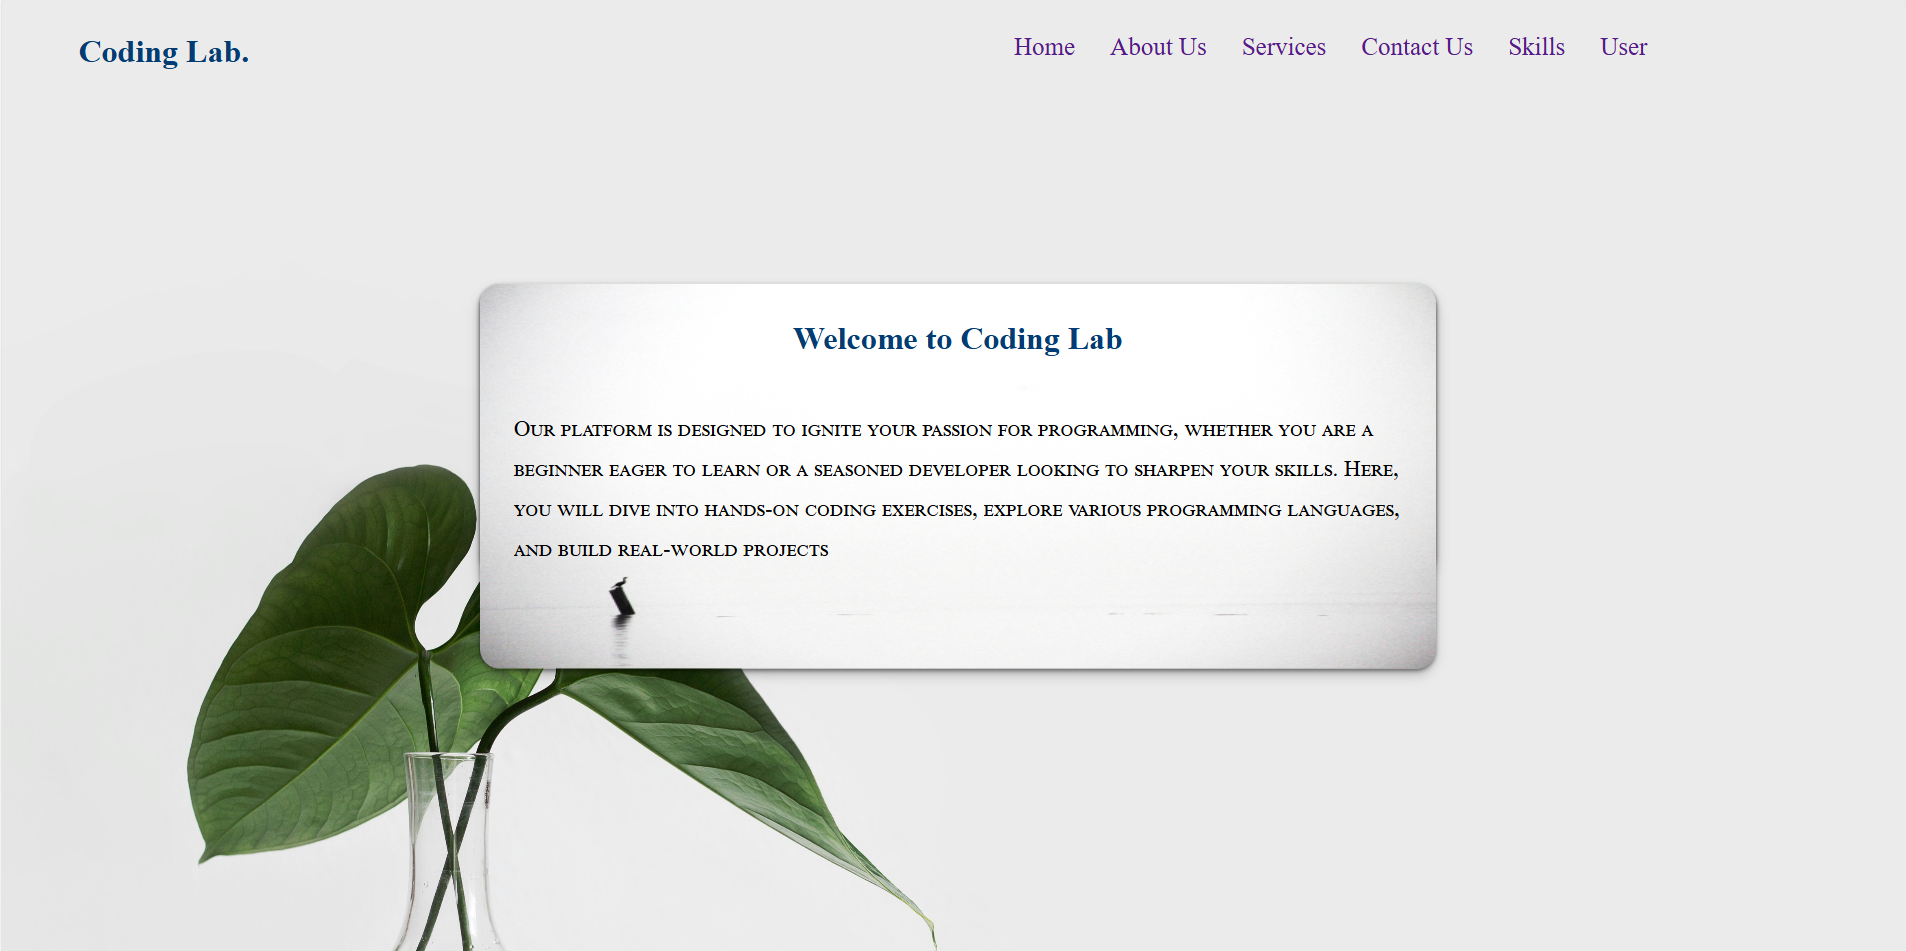 Coding Lab.
Home About Us Services Contact Us Skills User
Welcome to Coding Lab
Our platform is designed to ignite your passion for programming, whether you are a
beginner eager to learn or a seasoned developer looking to sharpen your skills. Here,
you will dive into hands-on coding exercises, explore various programming languages,
and build real-world projects